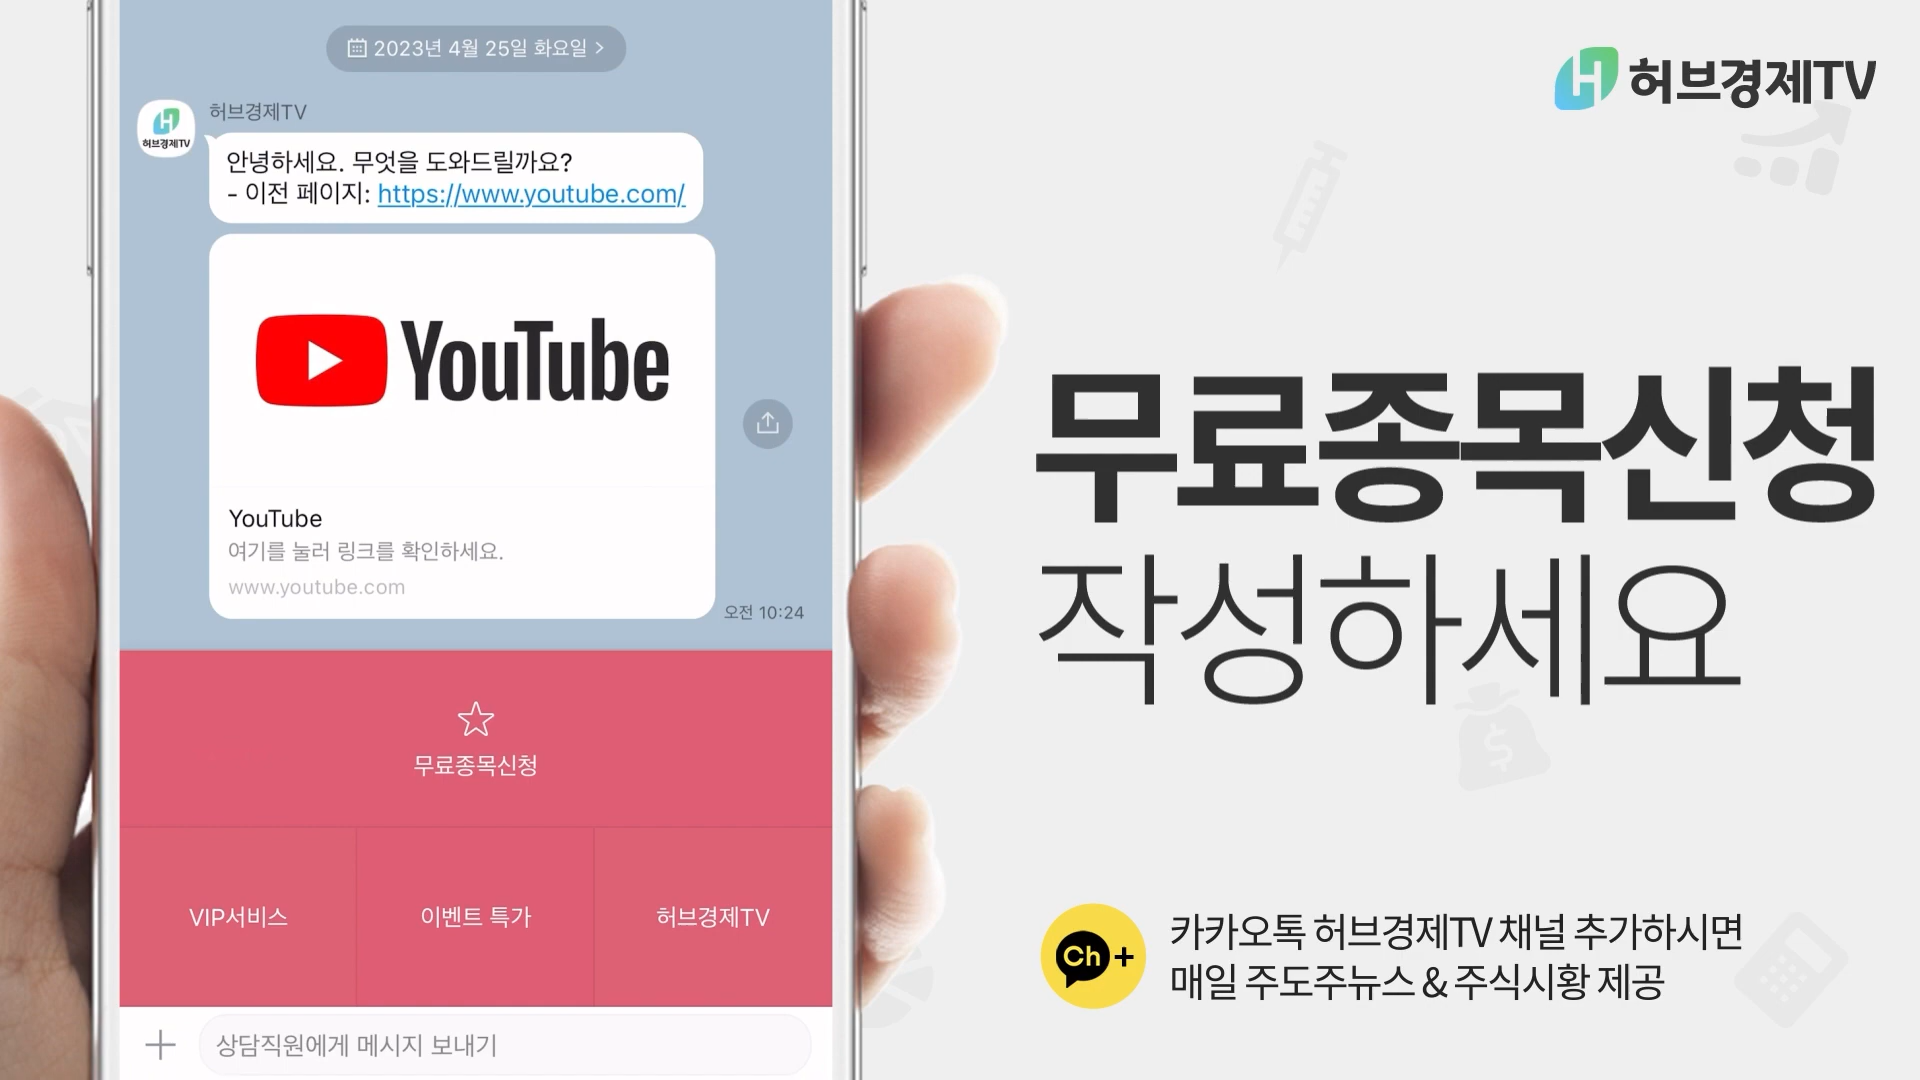 2023년 4월 25일 화요일 >
허브경제TV
허브경제TV
안녕하세요. 무엇을 도와드릴까요?
- 이전 페이지: https://www.youtube.com/
YouTube
YouTube
여기를 눌러 링크를 확인하세요.
www.youtube.com
오전 10:24
무료종목신청
VIP서비스
이벤트 특가
허브경제TV
상담직원에게 메시지 보내기
허브경제TV
무료종목신청
작성하세요
Ch+
카카오톡 허브경제TV 채널 추가하시면
매일 주도주뉴스 & 주식시황 제공